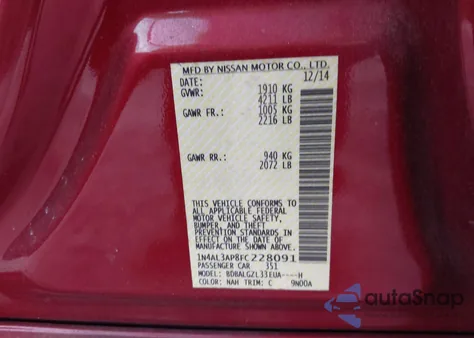 MFD BY NISSAN MOTOR CO., LTD.
DATE: 12/14
GVWR: 1910 KG
4211 LB
GAWR FR.: 1005 KG
2216 LB
GAWR RR.: 940 KG
2072 LB
THIS VEHICLE CONFORMS TO
ALL APPLICABLE FEDERAL
MOTOR VEHICLE SAFETY,
BUMPER, AND THEFT
PREVENTION STANDARDS
IN EFFECT ON THE DATE OF
MANUFACTURE SHOWN ABOVE.
1N4AL3AP8FC228091
PASSENGER CAR 351
MODEL: BDBALGZL33EUA----H
COLOR: NAH TRIM: C 9N00A
autoSnap